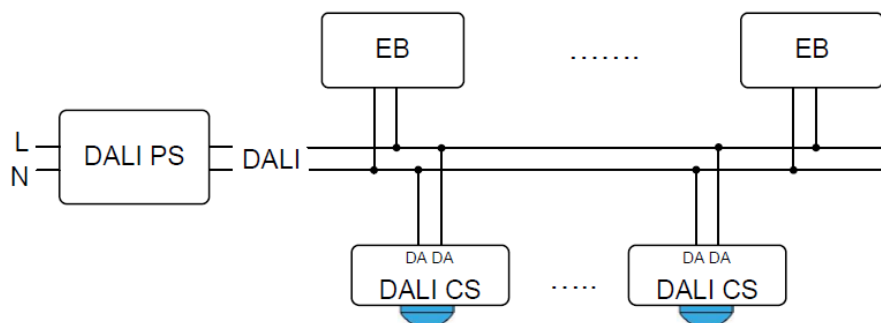 EB
.......
EB
L
N
DALI PS
DALI
DA DA
DALI CS
.....
DA DA
DALI CS